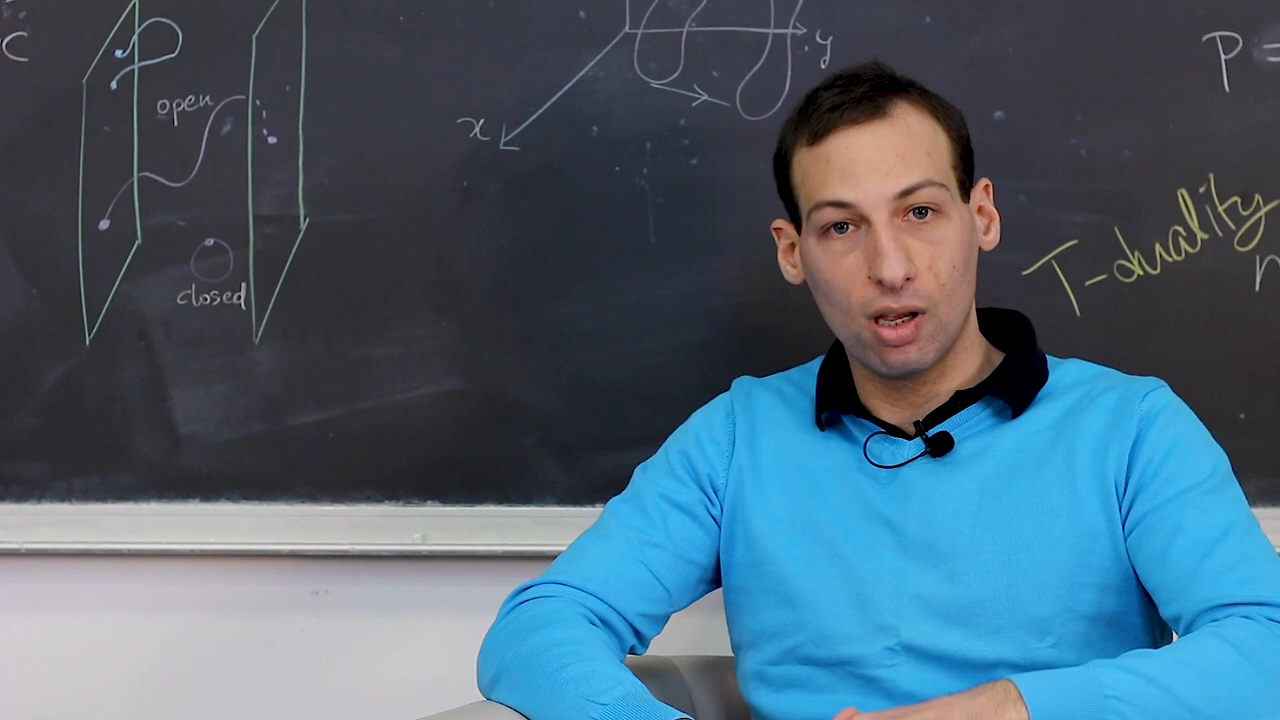 c
open
closed
x
y
P =
T-duality
n